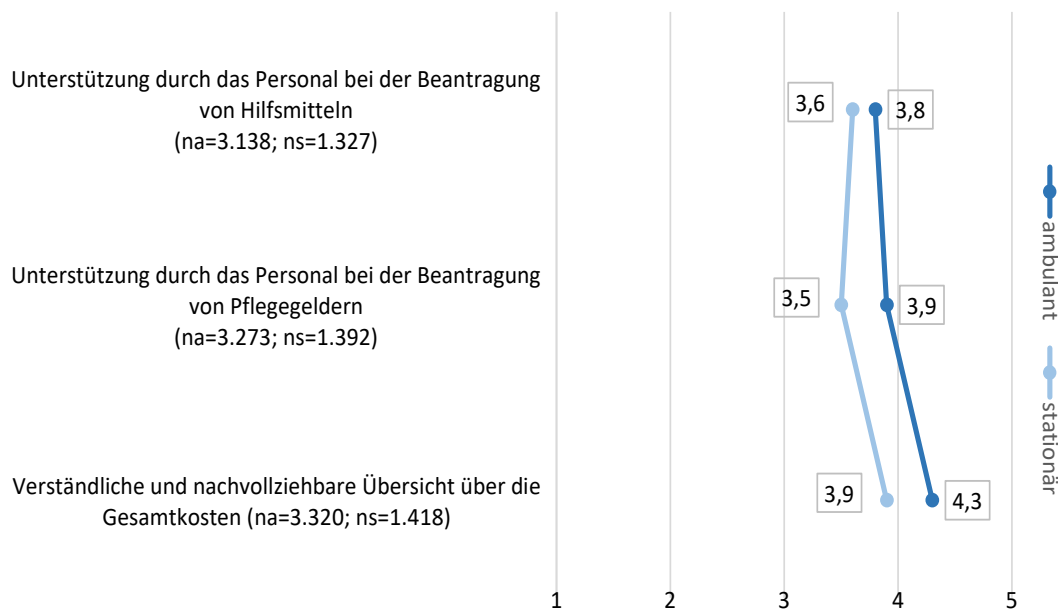 Unterstützung durch das Personal bei der Beantragung
von Hilfsmitteln
(na=3.138; ns=1.327)
3,6
3,8
Unterstützung durch das Personal bei der Beantragung
von Pflegegeldern
(na=3.273; ns=1.392)
3,5
3,9
Verständliche und nachvollziehbare Übersicht über die
Gesamtkosten (na=3.320; ns=1.418)
3,9
4,3
1 2 3 4 5
ambulant
stationär